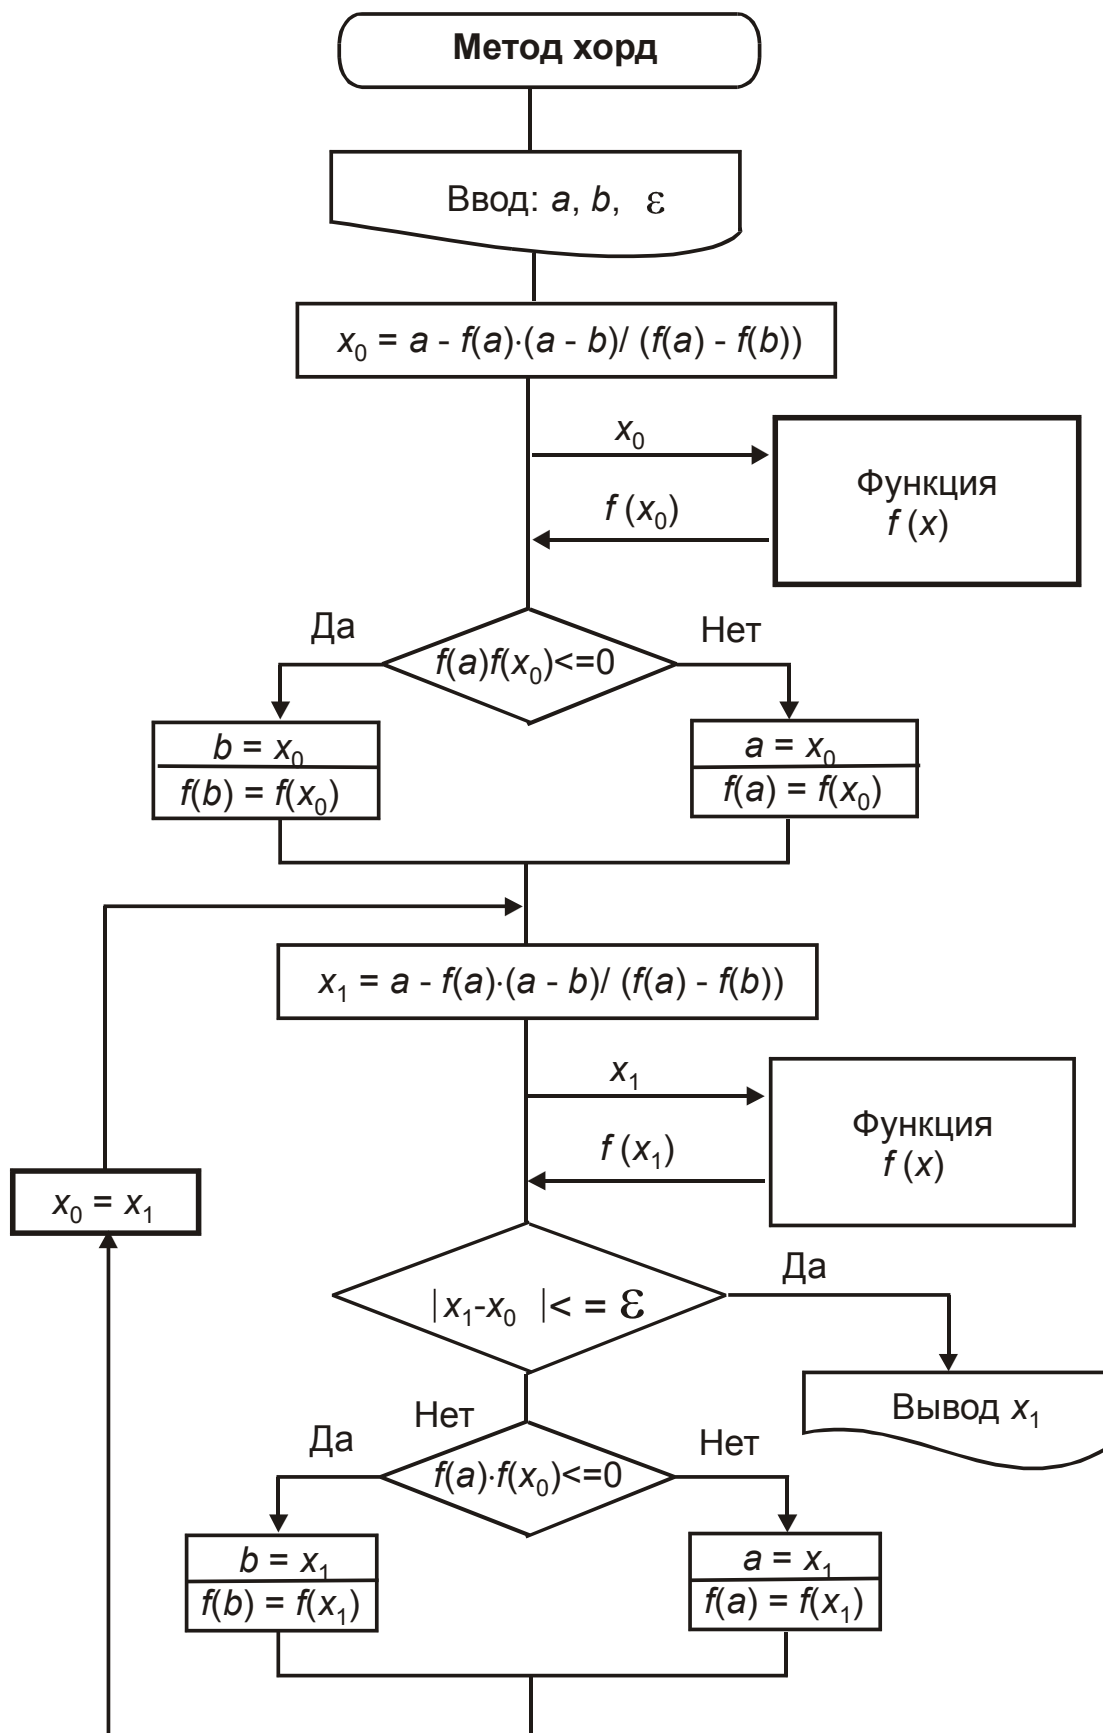 Метод хорд
Ввод: a, b, ε
x₀ = a - f(a)·(a - b)/ (f(a) - f(b))
x₀
Функция
f (x)
f (x₀)
Да
Нет
f(a)f(x₀)<=0
b = x₀
f(b) = f(x₀)
a = x₀
f(a) = f(x₀)
x₁ = a - f(a)·(a - b)/ (f(a) - f(b))
x₁
Функция
f (x)
f (x₁)
x₀ = x₁
Да
|x₁-x₀ |< = ε
Вывод x₁
Нет
Да
Нет
f(a)·f(x₀)<=0
b = x₁
f(b) = f(x₁)
a = x₁
f(a) = f(x₁)